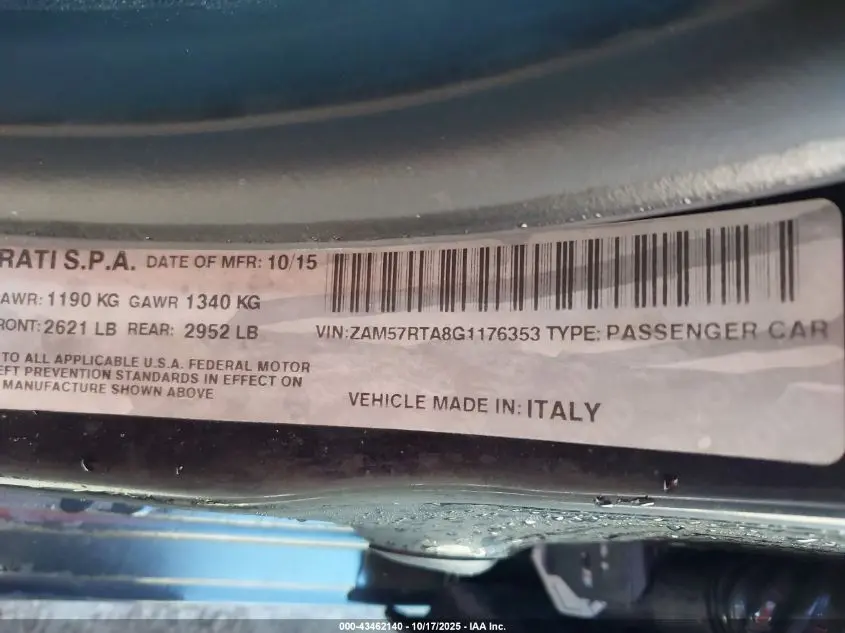 RATI S.P.A. DATE OF MFR: 10/15
AWR: 1190 KG GAWR 1340 KG
RONT: 2621 LB REAR: 2952 LB
TO ALL APPLICABLE U.S.A. FEDERAL MOTOR
EFT PREVENTION STANDARDS IN EFFECT ON
MANUFACTURE SHOWN ABOVE
VIN:ZAM57RTA8G1176353 TYPE: PASSENGER CAR
VEHICLE MADE IN: ITALY
000-43462140 - 10/17/2025 - IAA Inc.